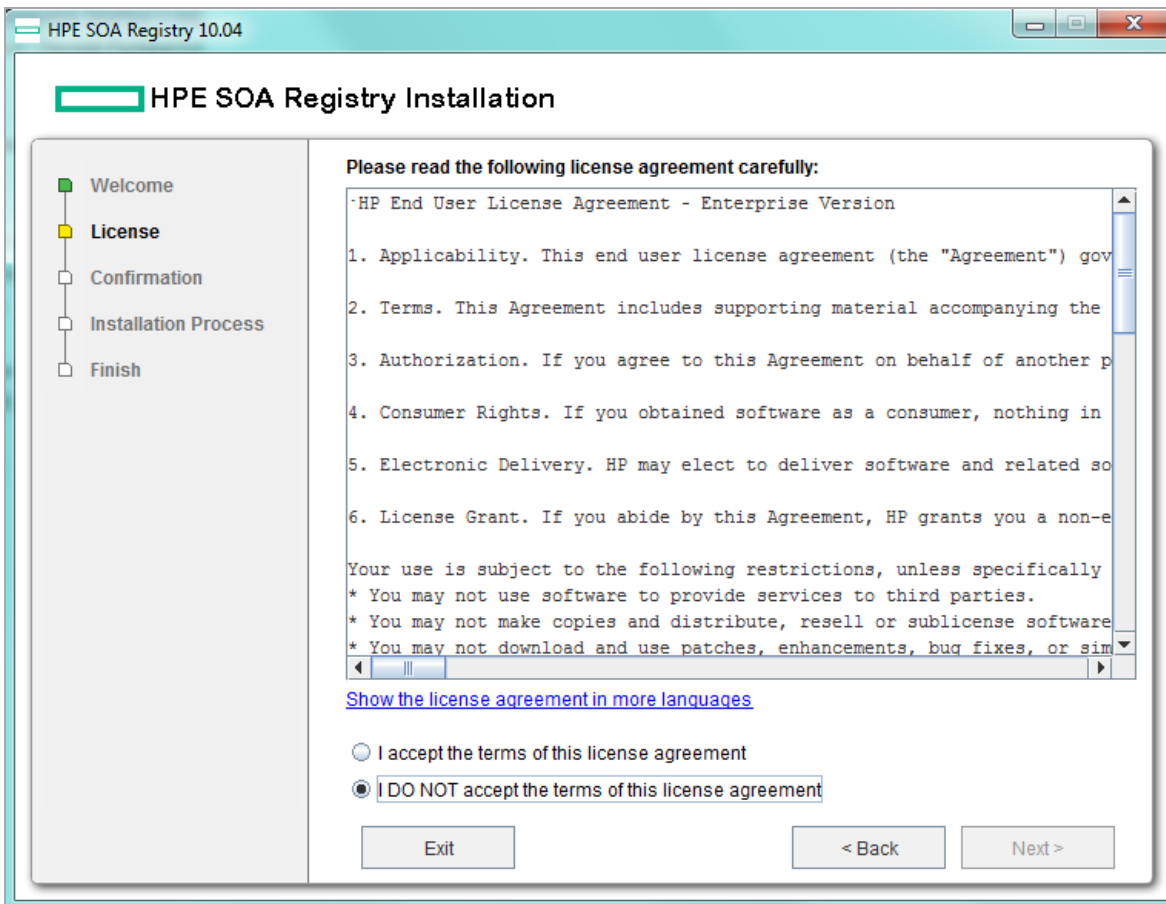 HPE SOA Registry 10.04
HPE SOA Registry Installation
Welcome
License
Confirmation
Installation Process
Finish
Please read the following license agreement carefully:
HP End User License Agreement - Enterprise Version
1. Applicability. This end user license agreement (the "Agreement") gov
2. Terms. This Agreement includes supporting material accompanying the
3. Authorization. If you agree to this Agreement on behalf of another p
4. Consumer Rights. If you obtained software as a consumer, nothing in
5. Electronic Delivery. HP may elect to deliver software and related so
6. License Grant. If you abide by this Agreement, HP grants you a non-e
Your use is subject to the following restrictions, unless specifically
* You may not use software to provide services to third parties.
* You may not make copies and distribute, resell or sublicense software
* You may not download and use patches, enhancements, bug fixes, or sim
Show the license agreement in more languages
I accept the terms of this license agreement
I DO NOT accept the terms of this license agreement
Exit
< Back
Next >